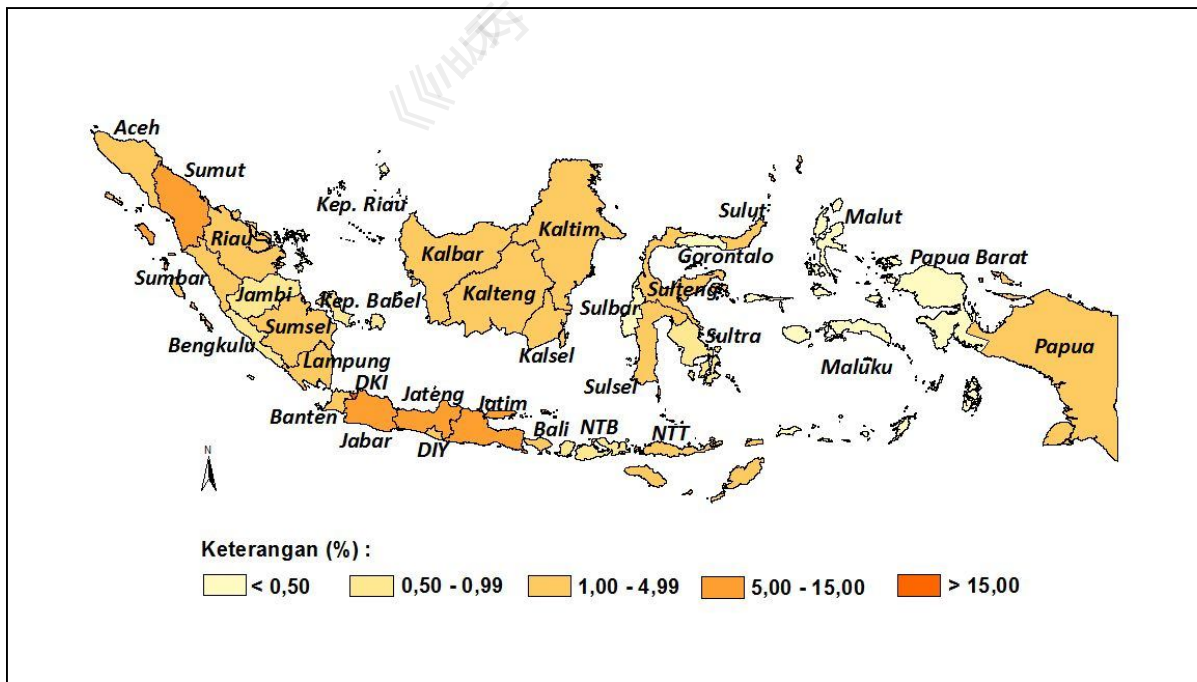 Aceh
Sumut
Kep. Riau
Riau
Sumbar
Jambi
Kep. Babel
Sumsel
Bengkulu
Lampung
DKI
Banten
Jabar
Jateng
DIY
Jatim
Bali
NTB
NTT
Kalbar
Kalteng
Kaltim
Kalsel
Sulut
Gorontalo
Sulteng
Sulbar
Sultra
Sulsel
Malut
Maluku
Papua Barat
Papua
N
Keterangan (%) :
< 0,50 0,50 - 0,99 1,00 - 4,99 5,00 - 15,00 > 15,00